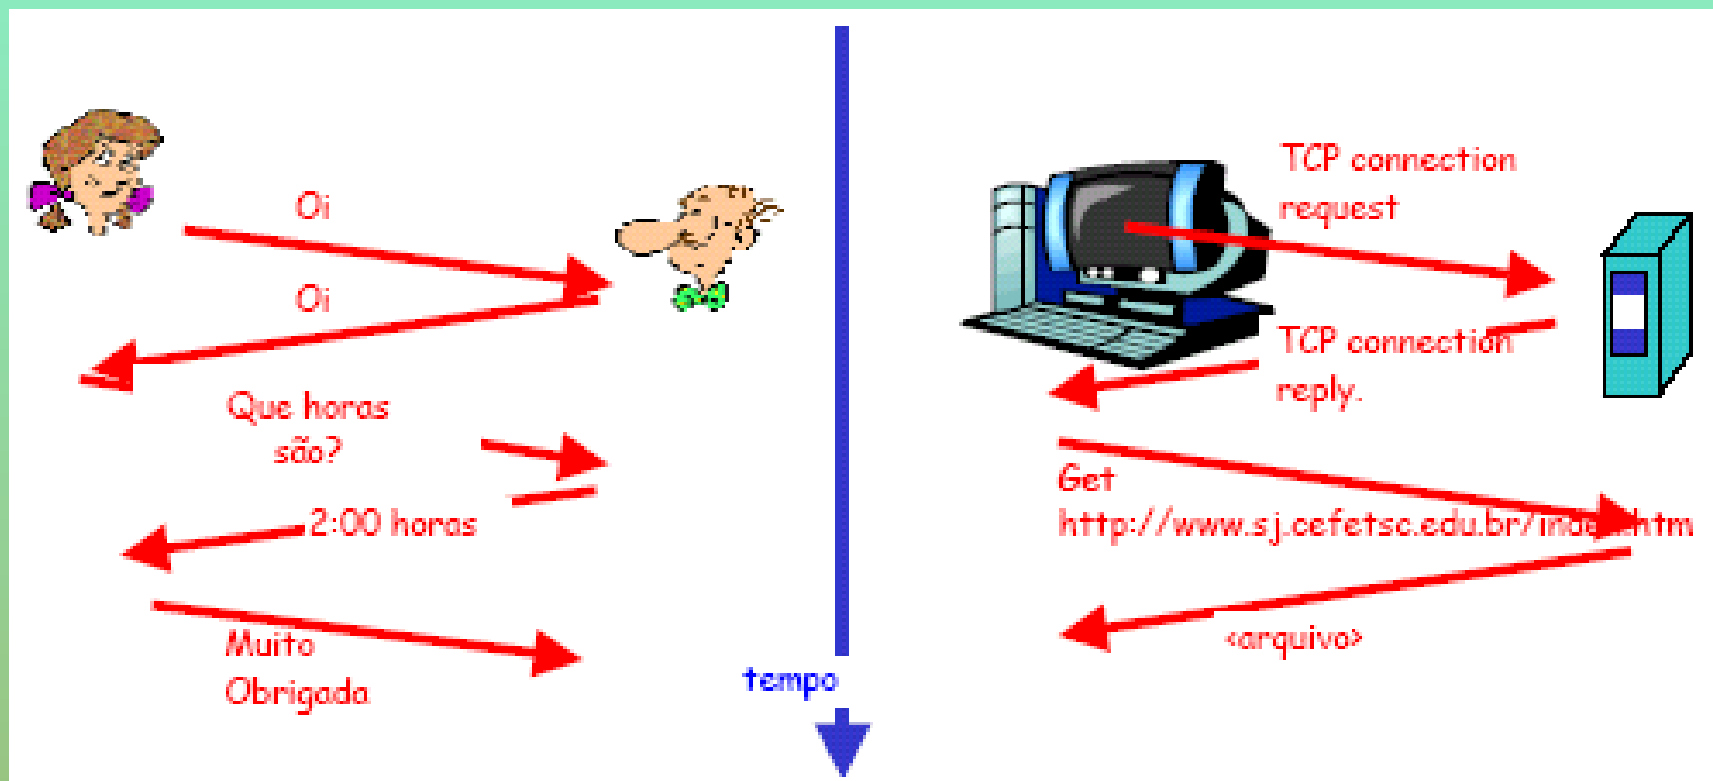 Oi
Oi
Que horas
são?
2:00 horas
Muito
Obrigada
tempo
TCP connection
request
TCP connection
reply.
Get
http://www.sj.cefetsc.edu.br/index.htm
<arquivo>